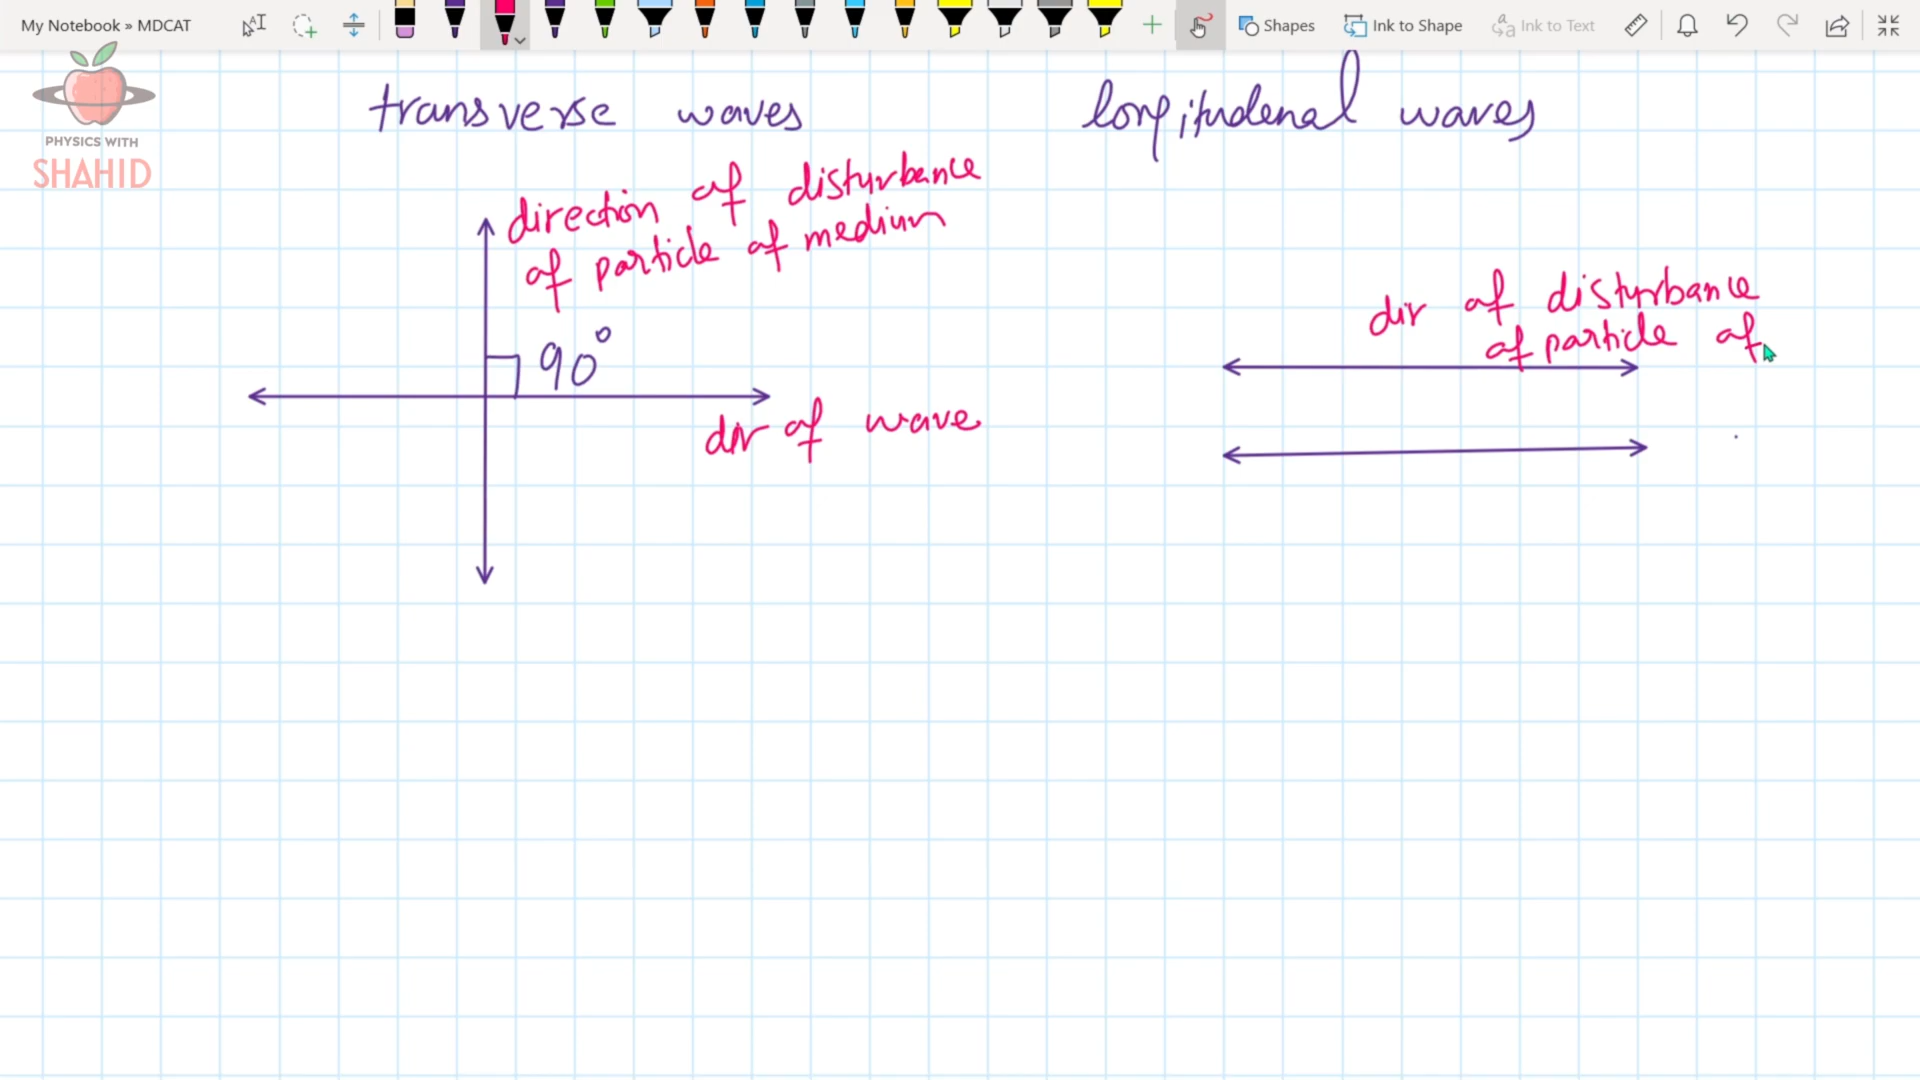 My Notebook » MDCAT
Shapes
Ink to Shape
Ink to Text
PHYSICS WITH
SHAHID
transverse waves
direction of disturbance
of particle of medium
90°
dir of wave
longitudenal waves
dir of disturbance
of particle of